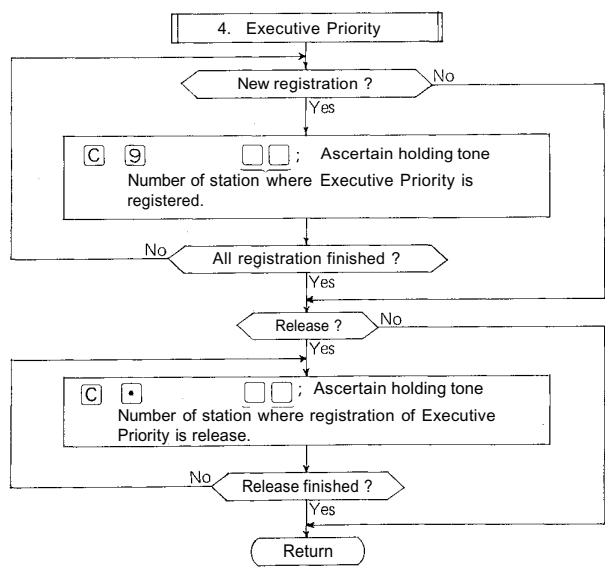 4. Executive Priority
New registration ?
No
Yes
C 9 ; Ascertain holding tone
Number of station where Executive Priority is
registered.
No
All registration finished ?
Yes
Release ?
No
Yes
C • ; Ascertain holding tone
Number of station where registration of Executive
Priority is release.
No
Release finished ?
Yes
Return